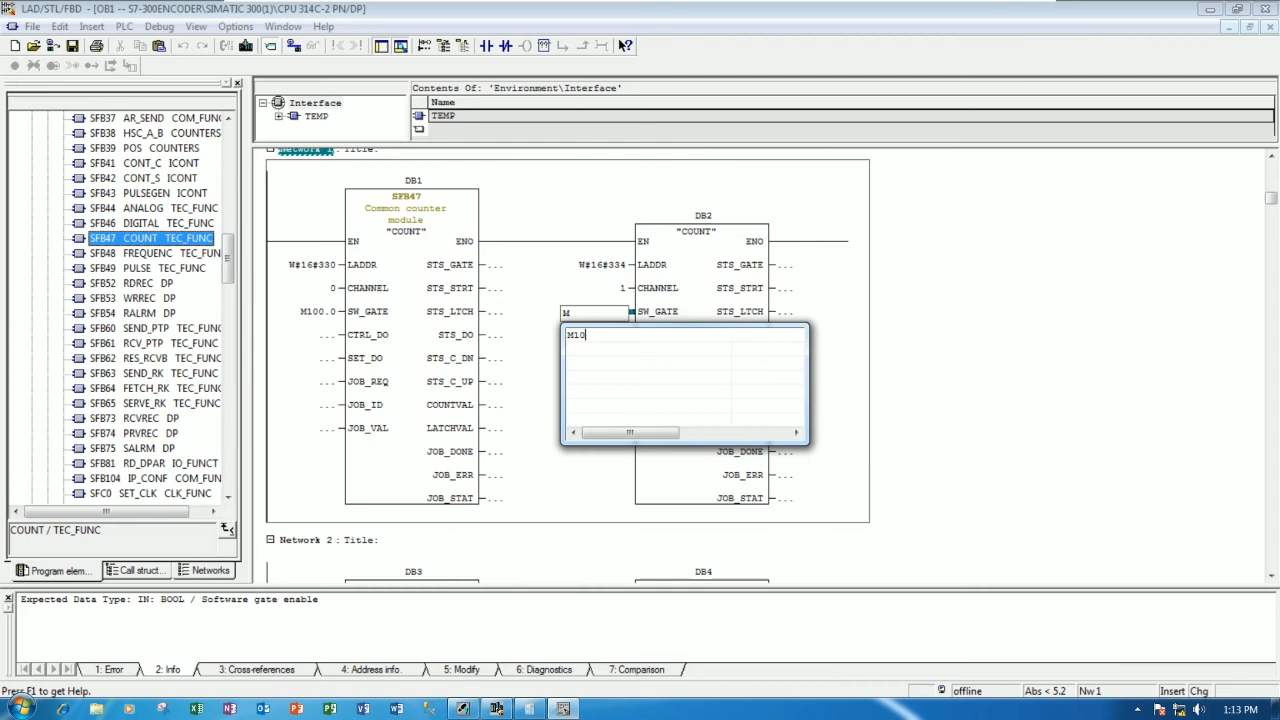 LAD/STL/FBD - [OB1 -- S7-300ENCODER\SIMATIC 300(1)\CPU 314C-2 PN/DP]
File Edit Insert PLC Debug View Options Window Help
Contents Of: 'Environment\Interface'
Interface
TEMP
Name
TEMP
SFB37 AR_SEND COM_FUNC
SFB38 HSC_A_B COUNTERS
SFB39 POS COUNTERS
SFB41 CONT_C ICONT
SFB42 CONT_S ICONT
SFB43 PULSEGEN ICONT
SFB44 ANALOG TEC_FUNC
SFB46 DIGITAL TEC_FUNC
SFB47 COUNT TEC_FUNC
SFB48 FREQUENC TEC_FUN
SFB49 PULSE TEC_FUNC
SFB52 RDREC DP
SFB53 WRREC DP
SFB54 RALRM DP
SFB60 SEND_PTP TEC_FUNC
SFB61 RCV_PTP TEC_FUNC
SFB62 RES_RCVB TEC_FUNC
SFB63 SEND_RK TEC_FUNC
SFB64 FETCH_RK TEC_FUNC
SFB65 SERVE_RK TEC_FUNC
SFB73 RCVREC DP
SFB74 PRVREC DP
SFB75 SALRM DP
SFB81 RD_DPAR IO_FUNCT
SFB104 IP_CONF COM_FUN
SFC0 SET_CLK CLK_FUNC
COUNT / TEC_FUNC
Program elem... Call struct... Networks
Network 1 : Title:
DB1
SFB47
Common counter
module
"COUNT"
EN ENO
W#16#330 LADDR STS_GATE ...
0 CHANNEL STS_STRT ...
M100.0 SW_GATE STS_LTCH ...
... CTRL_DO STS_DO ...
... SET_DO STS_C_DN ...
... JOB_REQ STS_C_UP ...
... JOB_ID COUNTVAL ...
... JOB_VAL LATCHVAL ...
JOB_DONE ...
JOB_ERR ...
JOB_STAT ...
DB2
"COUNT"
EN ENO
W#16#334 LADDR STS_GATE ...
1 CHANNEL STS_STRT ...
M SW_GATE STS_LTCH ...
M10
JOB_DONE ...
JOB_ERR ...
JOB_STAT ...
Network 2 : Title:
DB3 DB4
Expected Data Type: IN: BOOL / Software gate enable
1: Error 2: Info 3: Cross-references 4: Address info. 5: Modify 6: Diagnostics 7: Comparison
Press F1 to get Help.
offline Abs < 5.2 Nw 1 Insert Chg
1:13 PM